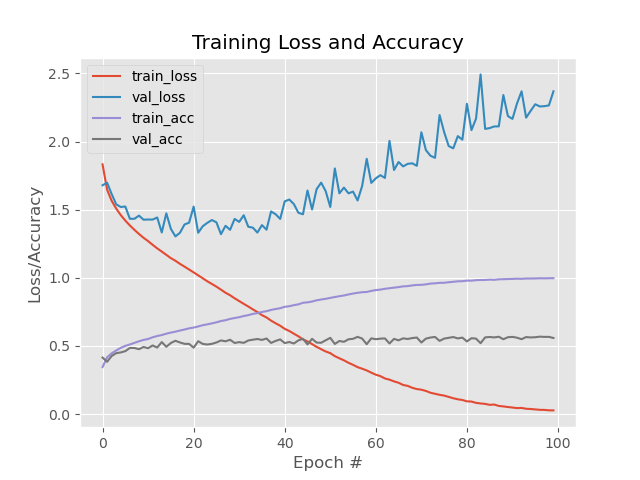 Training Loss and Accuracy
train_loss
val_loss
train_acc
val_acc
2.5
2.0
1.5
1.0
0.5
0.0
Loss/Accuracy
0 20 40 60 80 100
Epoch #